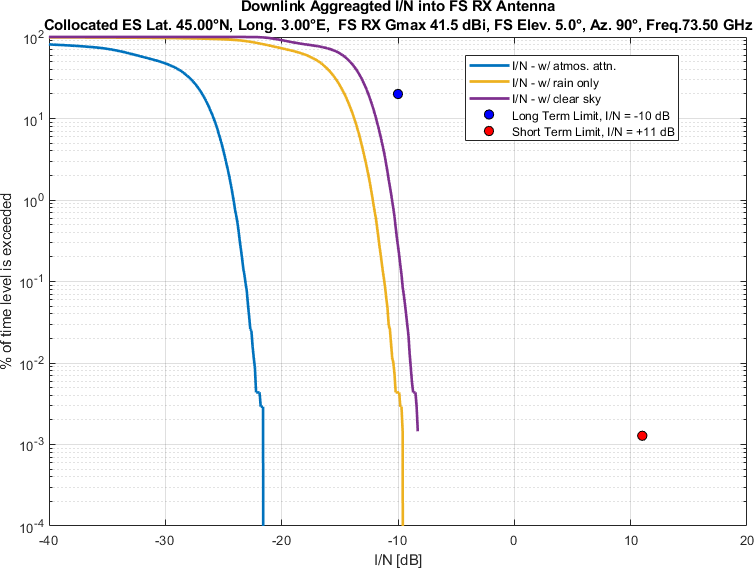 Downlink Aggreagted I/N into FS RX Antenna
Collocated ES Lat. 45.00°N, Long. 3.00°E, FS RX Gmax 41.5 dBi, FS Elev. 5.0°, Az. 90°, Freq.73.50 GHz
% of time level is exceeded
10²
10¹
10⁰
10⁻¹
10⁻²
10⁻³
10⁻⁴
I/N - w/ atmos. attn.
I/N - w/ rain only
I/N - w/ clear sky
Long Term Limit, I/N = -10 dB
Short Term Limit, I/N = +11 dB
-40 -30 -20 -10 0 10 20
I/N [dB]